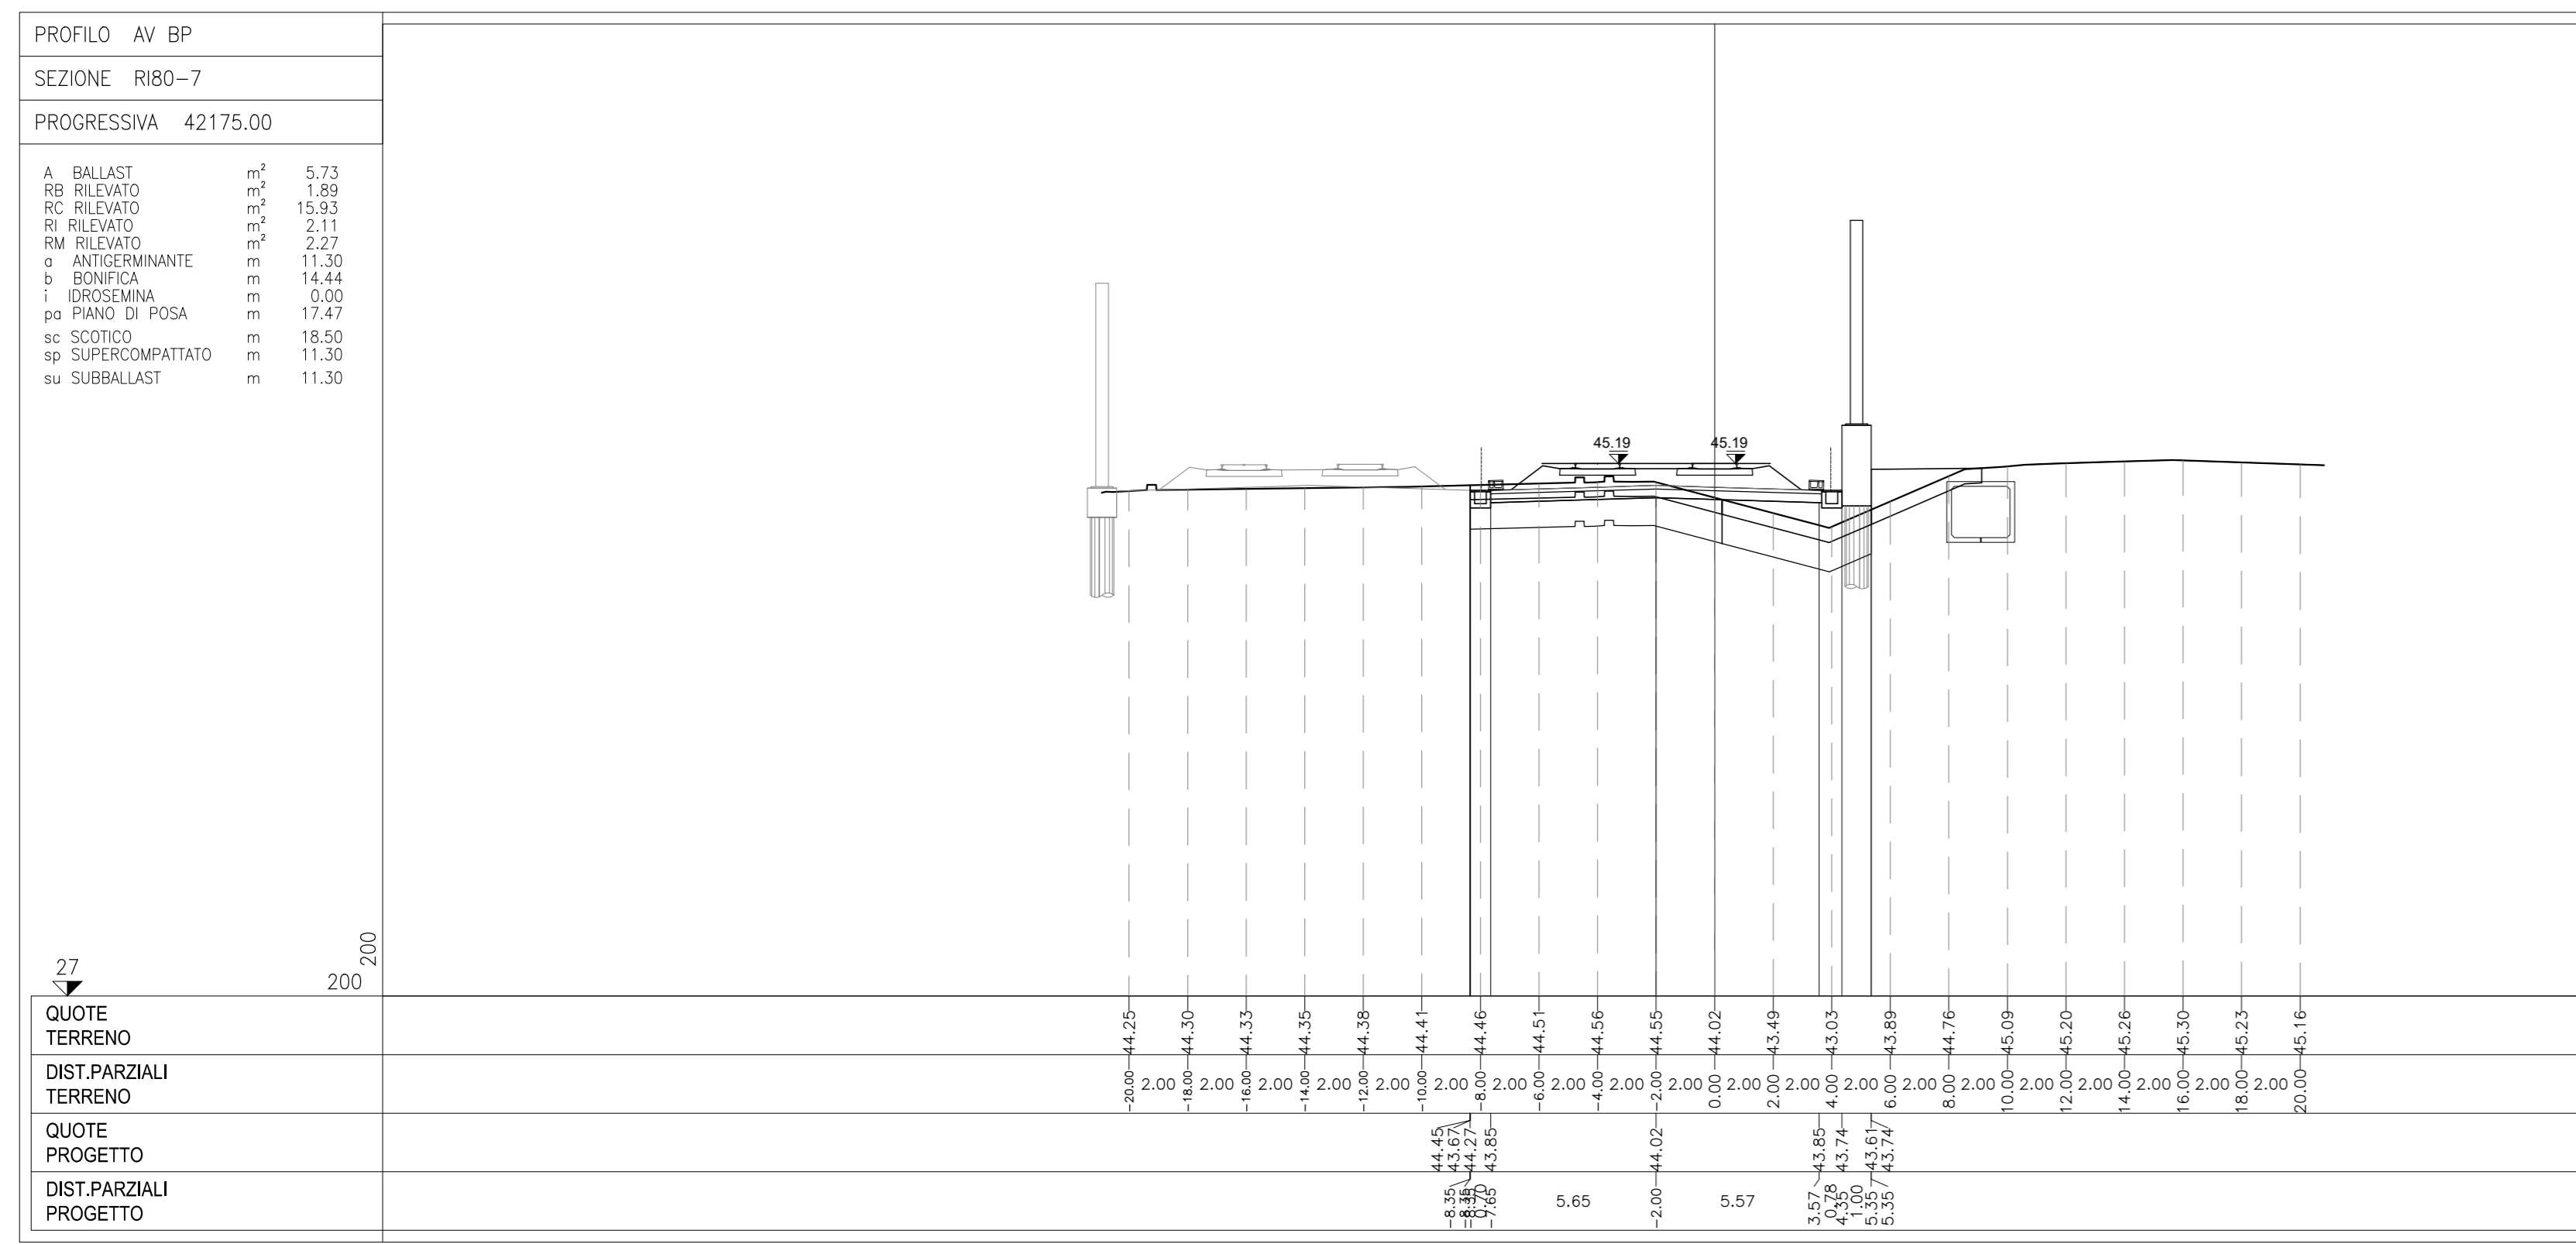 PROFILO AV BP
SEZIONE RI80-7
PROGRESSIVA 42175.00
A BALLAST m² 5.73
RB RILEVATO m² 1.89
RC RILEVATO m² 15.93
RI RILEVATO m² 2.11
RM RILEVATO m² 2.27
a ANTIGERMINANTE m 11.30
b BONIFICA m 14.44
i IDROSEMINA m 0.00
pa PIANO DI POSA m 17.47
sc SCOTICO m 18.50
sp SUPERCOMPATTATO m 11.30
su SUBBALLAST m 11.30
45.19 45.19
200
27 200
QUOTE
TERRENO
44.25 44.30 44.33 44.35 44.38 44.41 44.46 44.51 44.56 44.55 44.02 43.49 43.03 43.89 44.76 45.09 45.20 45.26 45.30 45.23 45.16
DIST.PARZIALI
TERRENO
-20.00 2.00 -18.00 2.00 -16.00 2.00 -14.00 2.00 -12.00 2.00 -10.00 2.00 -8.00 2.00 -6.00 2.00 -4.00 2.00 -2.00 2.00 0.00 2.00 2.00 2.00 4.00 2.00 6.00 2.00 8.00 2.00 10.00 2.00 12.00 2.00 14.00 2.00 16.00 2.00 18.00 2.00 20.00
QUOTE
PROGETTO
44.45 43.67 44.27 43.85 44.02 43.85 43.74 43.61 43.74
DIST.PARZIALI
PROGETTO
-8.35 -8.35 -8.35 0.70 -7.65 5.65 -2.00 5.57 3.57 0.78 4.35 1.00 5.35 5.35